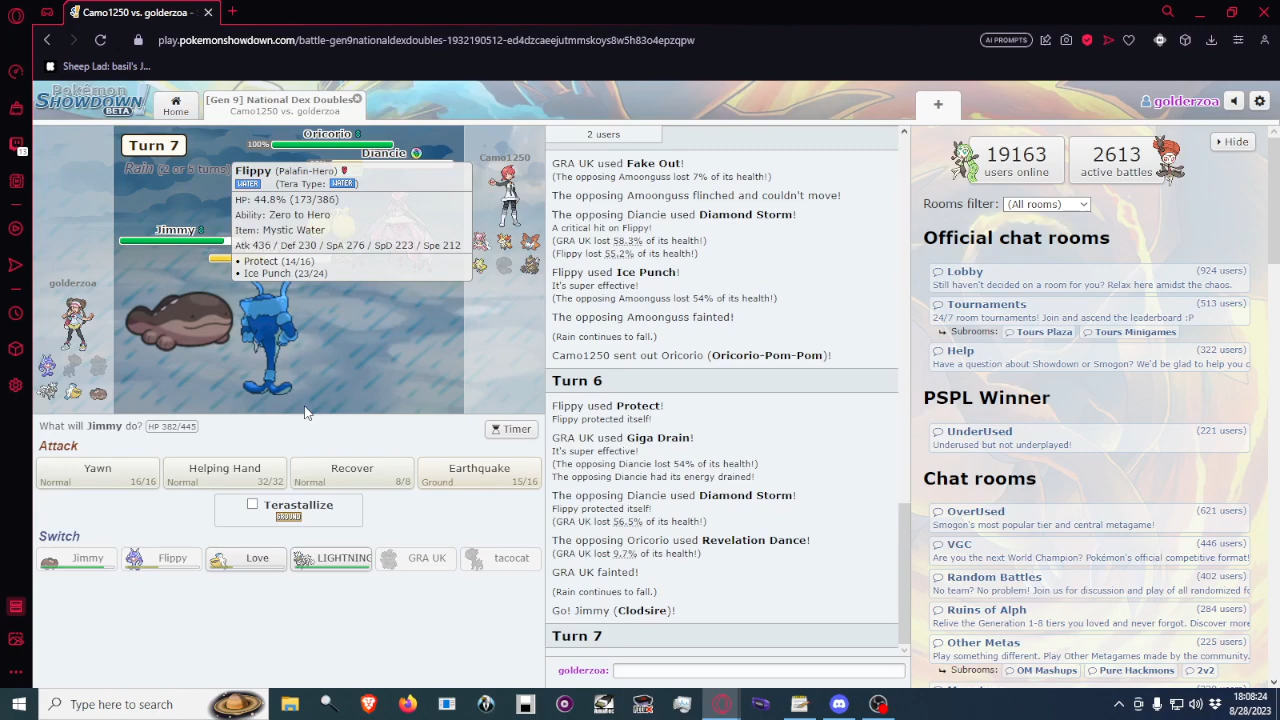 Camo1250 vs. golderzoa -
play.pokemonshowdown.com/battle-gen9nationaldexdoubles-1932190512-ed4dzcaeejutmmskoys8w5h83o4epzqpw
AI PROMPTS
Sheep Lad: basil's J...
Pokémon
SHOWDOWN
BETA
Home
[Gen 9] National Dex Doubles
Camo1250 vs. golderzoa
golderzoa
Turn 7
Rain (2 or 5 turns)
Oricorio
100%
Diancie
Camo1250
Flippy (Palafin-Hero)
WATER (Tera Type: WATER)
HP: 44.8% (173/386)
Ability: Zero to Hero
Item: Mystic Water
Atk 436 / Def 230 / SpA 276 / SpD 223 / Spe 212
• Protect (14/16)
• Ice Punch (23/24)
Jimmy
golderzoa
What will Jimmy do? HP 382/445
Timer
Attack
Yawn
Normal 16/16
Helping Hand
Normal 32/32
Recover
Normal 8/8
Earthquake
Ground 15/16
Terastallize
GROUND
Switch
Jimmy
Flippy
Love
LIGHTNING
GRA UK
tacocat
2 users
GRA UK used Fake Out!
(The opposing Amoonguss lost 7% of its health!)
The opposing Amoonguss flinched and couldn't move!
The opposing Diancie used Diamond Storm!
A critical hit on Flippy!
(GRA UK lost 58.3% of its health!)
(Flippy lost 55.2% of its health!)
Flippy used Ice Punch!
It's super effective!
(The opposing Amoonguss lost 54% of its health!)
The opposing Amoonguss fainted!
(Rain continues to fall.)
Camo1250 sent out Oricorio (Oricorio-Pom-Pom)!
Turn 6
Flippy used Protect!
Flippy protected itself!
GRA UK used Giga Drain!
It's super effective!
(The opposing Diancie lost 54% of its health!)
The opposing Diancie had its energy drained!
The opposing Diancie used Diamond Storm!
Flippy protected itself!
(GRA UK lost 56.5% of its health!)
The opposing Oricorio used Revelation Dance!
(GRA UK lost 9.7% of its health!)
GRA UK fainted!
(Rain continues to fall.)
Go! Jimmy (Clodsire)!
Turn 7
golderzoa:
Hide
19163
users online
2613
active battles
Rooms filter: (All rooms)
Official chat rooms
Lobby (924 users)
Still haven't decided on a room for you? Relax here amidst the chaos.
Tournaments (513 users)
24/7 room tournaments! Join and ascend the leaderboard :P
Subrooms: Tours Plaza Tours Minigames
Help (322 users)
Have a question about Showdown or Smogon? We'd be glad to help you o
PSPL Winner
UnderUsed (221 users)
Underused but not underplayed!
Chat rooms
OverUsed (621 users)
Smogon's most popular tier and central metagame!
VGC (446 users)
Are you the next World Champion? Pokémon's official competitive format!
Random Battles (402 users)
No team? No problem! Join us for discussion and play of all randomized fo
Ruins of Alph (284 users)
Relive the Generation 1-8 tiers you loved and never forgot. Discover more
Other Metas (225 users)
Play something different. Play Other Metagames made by the community.
Subrooms: OM Mashups Pure Hackmons 2v2
13
Type here to search
18:08:24
8/28/2023